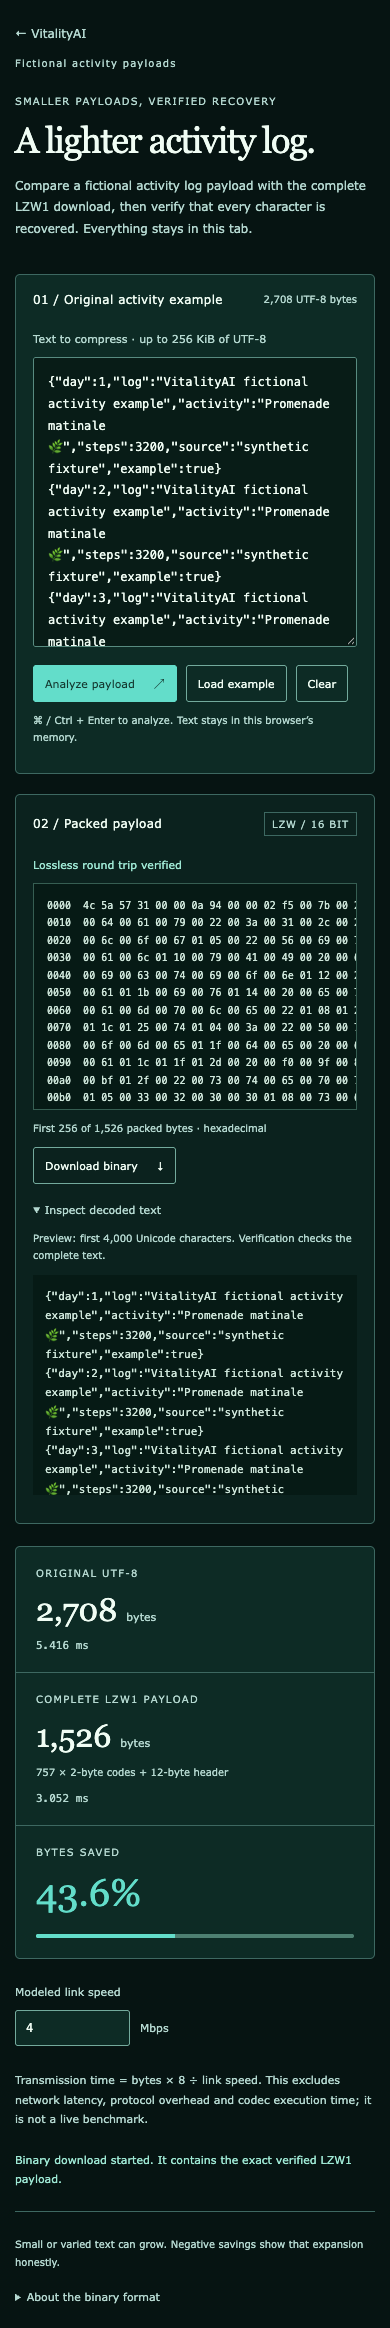 ← VitalityAI
Fictional activity payloads
SMALLER PAYLOADS, VERIFIED RECOVERY
A lighter activity log.
Compare a fictional activity log payload with the complete
LZW1 download, then verify that every character is
recovered. Everything stays in this tab.
01 / Original activity example
2,708 UTF-8 bytes
Text to compress · up to 256 KiB of UTF-8
{"day":1,"log":"VitalityAI fictional
activity example","activity":"Promenade
matinale
🌿","steps":3200,"source":"synthetic
fixture","example":true}
{"day":2,"log":"VitalityAI fictional
activity example","activity":"Promenade
matinale
🌿","steps":3200,"source":"synthetic
fixture","example":true}
{"day":3,"log":"VitalityAI fictional
activity example","activity":"Promenade
matinale
Analyze payload ↗
Load example
Clear
⌘ / Ctrl + Enter to analyze. Text stays in this browser's
memory.
02 / Packed payload
LZW / 16 BIT
Lossless round trip verified
0000 4c 5a 57 31 00 00 0a 94 00 00 02 f5 00 7b 00
0010 00 64 00 61 00 79 00 22 00 3a 00 31 00 2c 00
0020 00 6c 00 6f 00 67 01 05 00 22 00 56 00 69 00
0030 00 61 00 6c 01 10 00 79 00 41 00 49 00 20 00
0040 00 69 00 63 00 74 00 69 00 6f 00 6e 01 12 00
0050 00 61 01 1b 00 69 00 76 01 14 00 20 00 65 00
0060 00 61 00 6d 00 70 00 6c 00 65 00 22 01 08 01
0070 01 1c 01 25 00 74 01 04 00 3a 00 22 00 50 00
0080 00 6f 00 6d 00 65 01 1f 00 64 00 65 00 20 00
0090 00 61 01 1c 01 1f 01 2d 00 20 00 f0 00 9f 00
00a0 00 bf 01 2f 00 22 00 73 00 74 00 65 00 70 00
00b0 01 05 00 33 00 32 00 30 00 30 01 08 00 73 00
First 256 of 1,526 packed bytes · hexadecimal
Download binary ↓
▼ Inspect decoded text
Preview: first 4,000 Unicode characters. Verification checks the
complete text.
{"day":1,"log":"VitalityAI fictional activity
example","activity":"Promenade matinale
🌿","steps":3200,"source":"synthetic
fixture","example":true}
{"day":2,"log":"VitalityAI fictional activity
example","activity":"Promenade matinale
🌿","steps":3200,"source":"synthetic
fixture","example":true}
{"day":3,"log":"VitalityAI fictional activity
example","activity":"Promenade matinale
🌿","steps":3200,"source":"synthetic
ORIGINAL UTF-8
2,708 bytes
5.416 ms
COMPLETE LZW1 PAYLOAD
1,526 bytes
757 × 2-byte codes + 12-byte header
3.052 ms
BYTES SAVED
43.6%
Modeled link speed
4 Mbps
Transmission time = bytes × 8 ÷ link speed. This excludes
network latency, protocol overhead and codec execution time; it
is not a live benchmark.
Binary download started. It contains the exact verified LZW1
payload.
Small or varied text can grow. Negative savings show that expansion
honestly.
▶ About the binary format